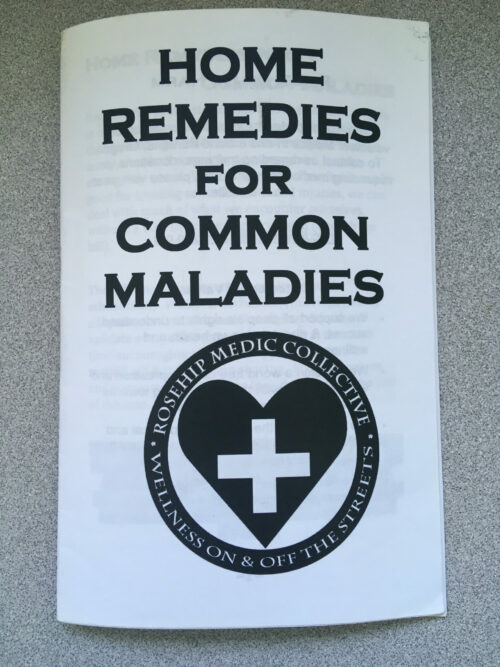 HOME
REMEDIES
FOR
COMMON
MALADIES
ROSEHIP MEDIC COLLECTIVE
• WELLNESS ON & OFF THE STREETS •